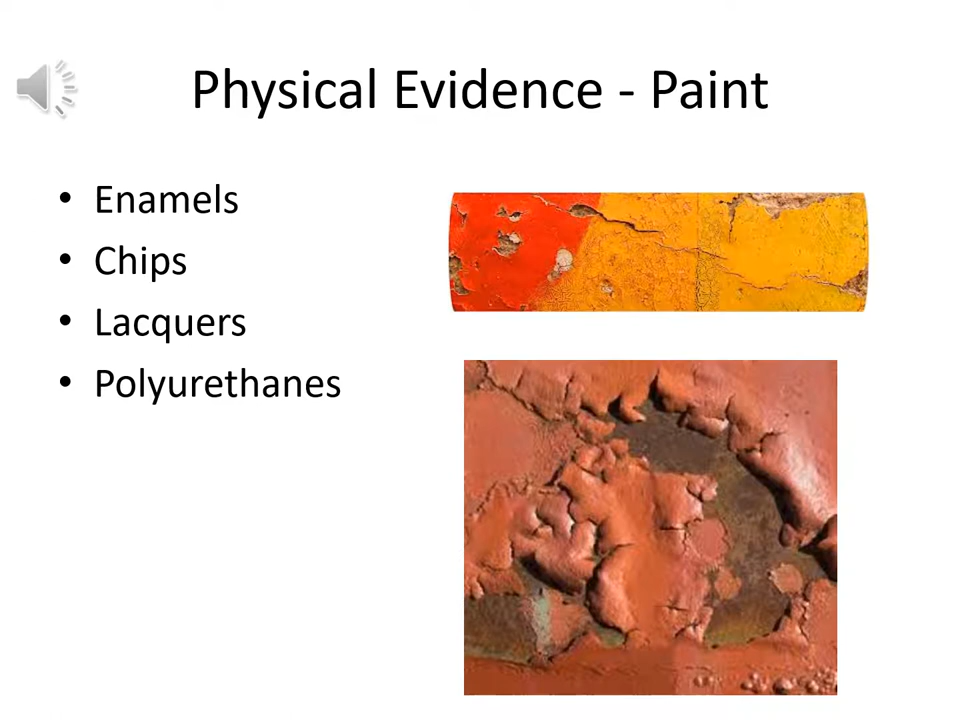 Physical Evidence - Paint
• Enamels
• Chips
• Lacquers
• Polyurethanes